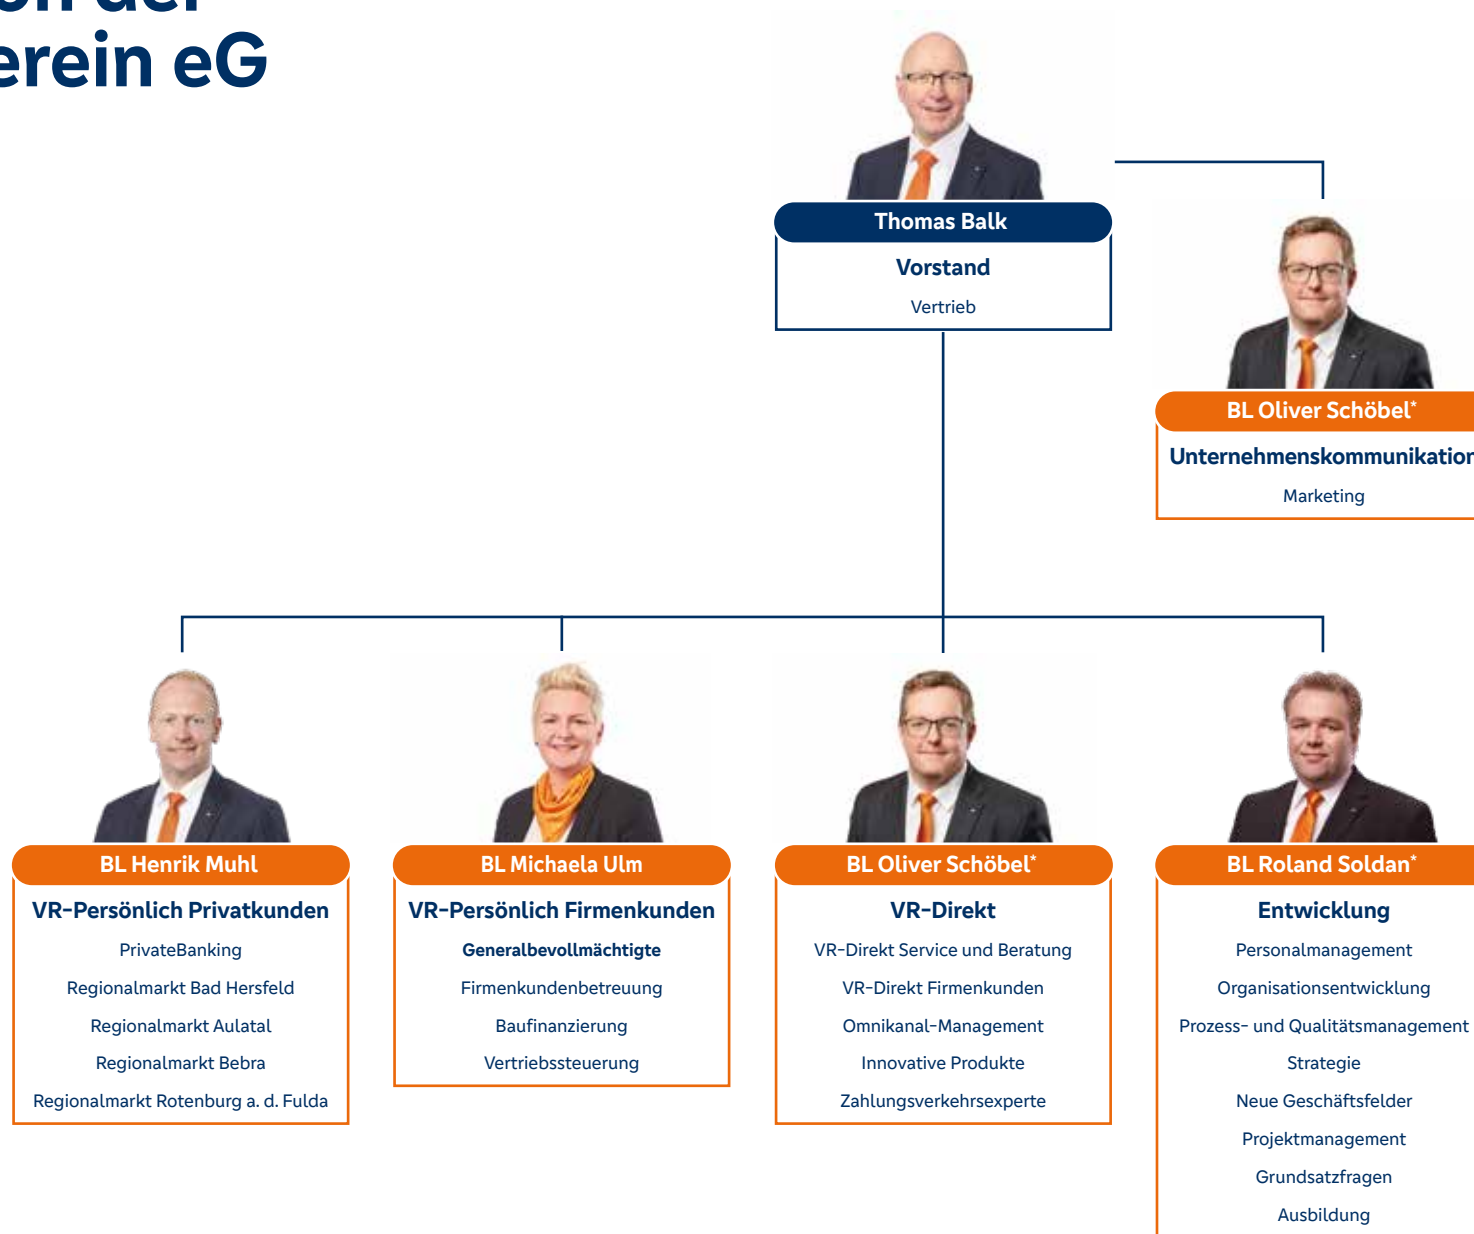 on der
erein eG
Thomas Balk
Vorstand
Vertrieb
BL Oliver Schöbel*
Unternehmenskommunikation
Marketing
BL Henrik Muhl
VR-Persönlich Privatkunden
PrivateBanking
Regionalmarkt Bad Hersfeld
Regionalmarkt Aulatal
Regionalmarkt Bebra
Regionalmarkt Rotenburg a. d. Fulda
BL Michaela Ulm
VR-Persönlich Firmenkunden
Generalbevollmächtigte
Firmenkundenbetreuung
Baufinanzierung
Vertriebssteuerung
BL Oliver Schöbel*
VR-Direkt
VR-Direkt Service und Beratung
VR-Direkt Firmenkunden
Omnikanal-Management
Innovative Produkte
Zahlungsverkehrsexperte
BL Roland Soldan*
Entwicklung
Personalmanagement
Organisationsentwicklung
Prozess- und Qualitätsmanagement
Strategie
Neue Geschäftsfelder
Projektmanagement
Grundsatzfragen
Ausbildung